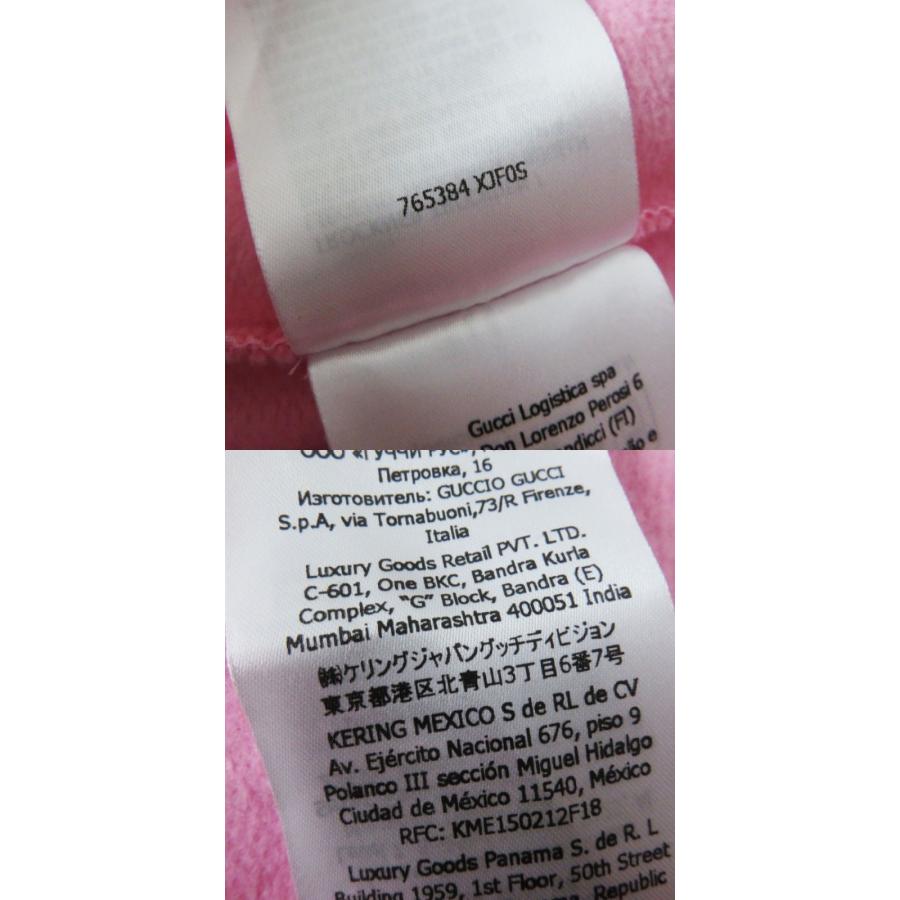 765384 XJF0S
Gucci Logistica spa
Don Lorenzo Perosi 6
(FI)
ООО «ГУЧЧИ РУС»,
Петровка, 16
Изготовитель: GUCCIO GUCCI
S.p.A, via Tornabuoni,73/R Firenze,
Italia
Luxury Goods Retail PVT. LTD.
C-601, One BKC, Bandra Kurla
Complex, "G" Block, Bandra (E)
Mumbai Maharashtra 400051 India
㈱ケリングジャパングッチディビジョン
東京都港区北青山3丁目6番7号
KERING MEXICO S de RL de CV
Av. Ejército Nacional 676, piso 9
Polanco III sección Miguel Hidalgo
Ciudad de México 11540, México
RFC: KME150212F18
Luxury Goods Panama S. de R. L
Building 1959, 1st Floor, 50th Street
Republic